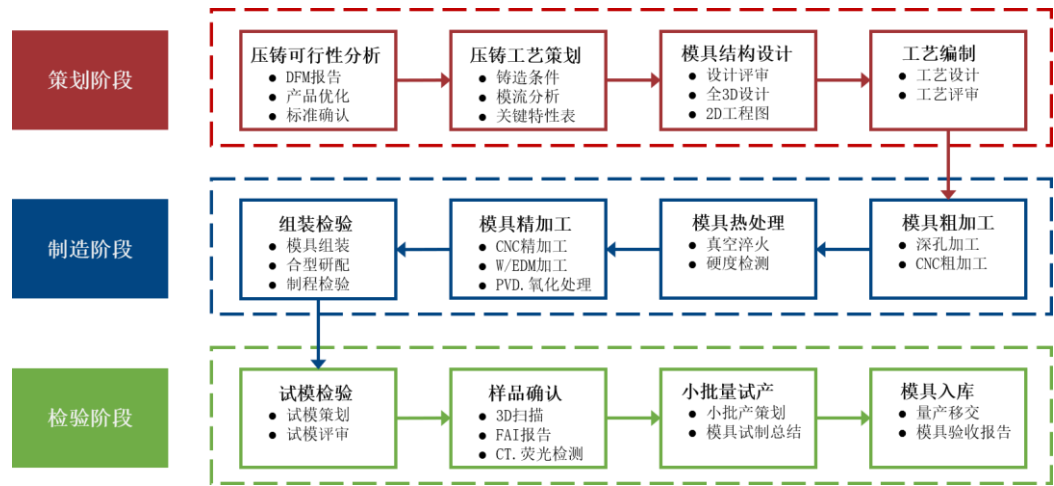 策划阶段
压铸可行性分析
● DFM报告
● 产品优化
● 标准确认
压铸工艺策划
● 铸造条件
● 模流分析
● 关键特性表
模具结构设计
● 设计评审
● 全3D设计
● 2D工程图
工艺编制
● 工艺设计
● 工艺评审
制造阶段
组装检验
● 模具组装
● 合型研配
● 制程检验
模具精加工
● CNC精加工
● W/EDM加工
● PVD.氧化处理
模具热处理
● 真空淬火
● 硬度检测
模具粗加工
● 深孔加工
● CNC粗加工
检验阶段
试模检验
● 试模策划
● 试模评审
样品确认
● 3D扫描
● FAI报告
● CT.荧光检测
小批量试产
● 小批产策划
● 模具试制总结
模具入库
● 量产移交
● 模具验收报告